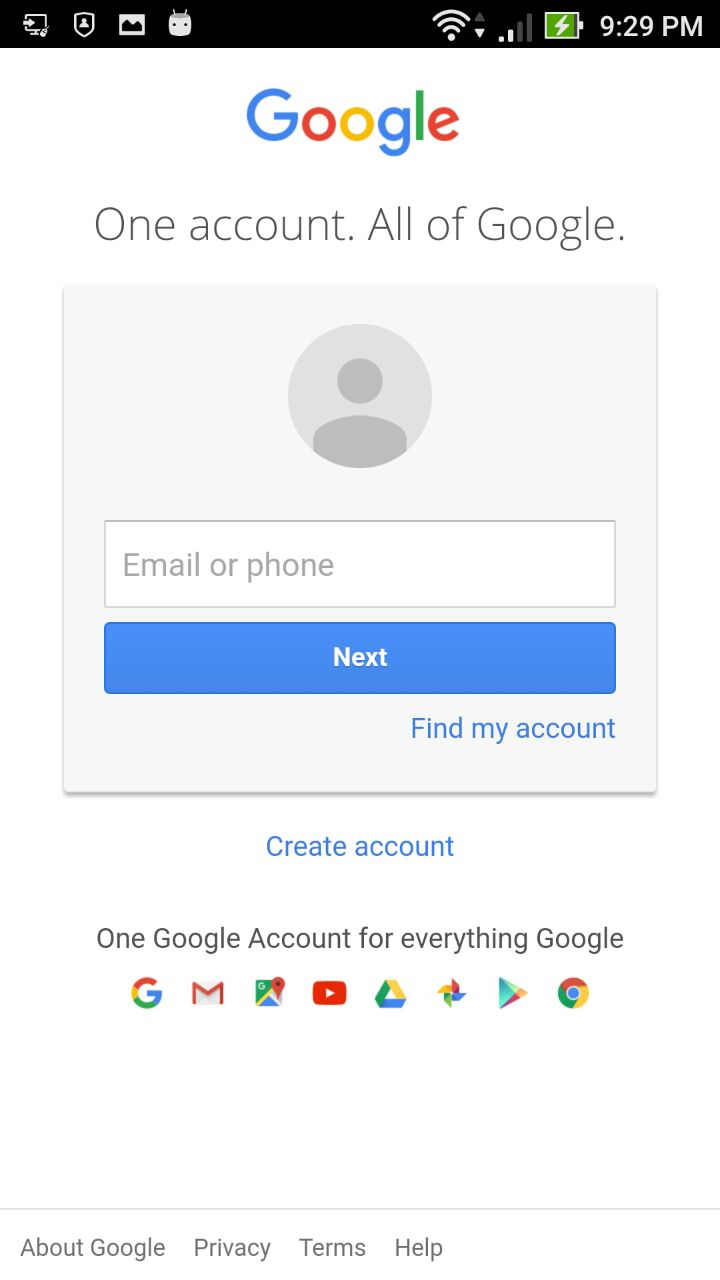 9:29 PM
Google
One account. All of Google.
Email or phone
Next
Find my account
Create account
One Google Account for everything Google
About Google Privacy Terms Help